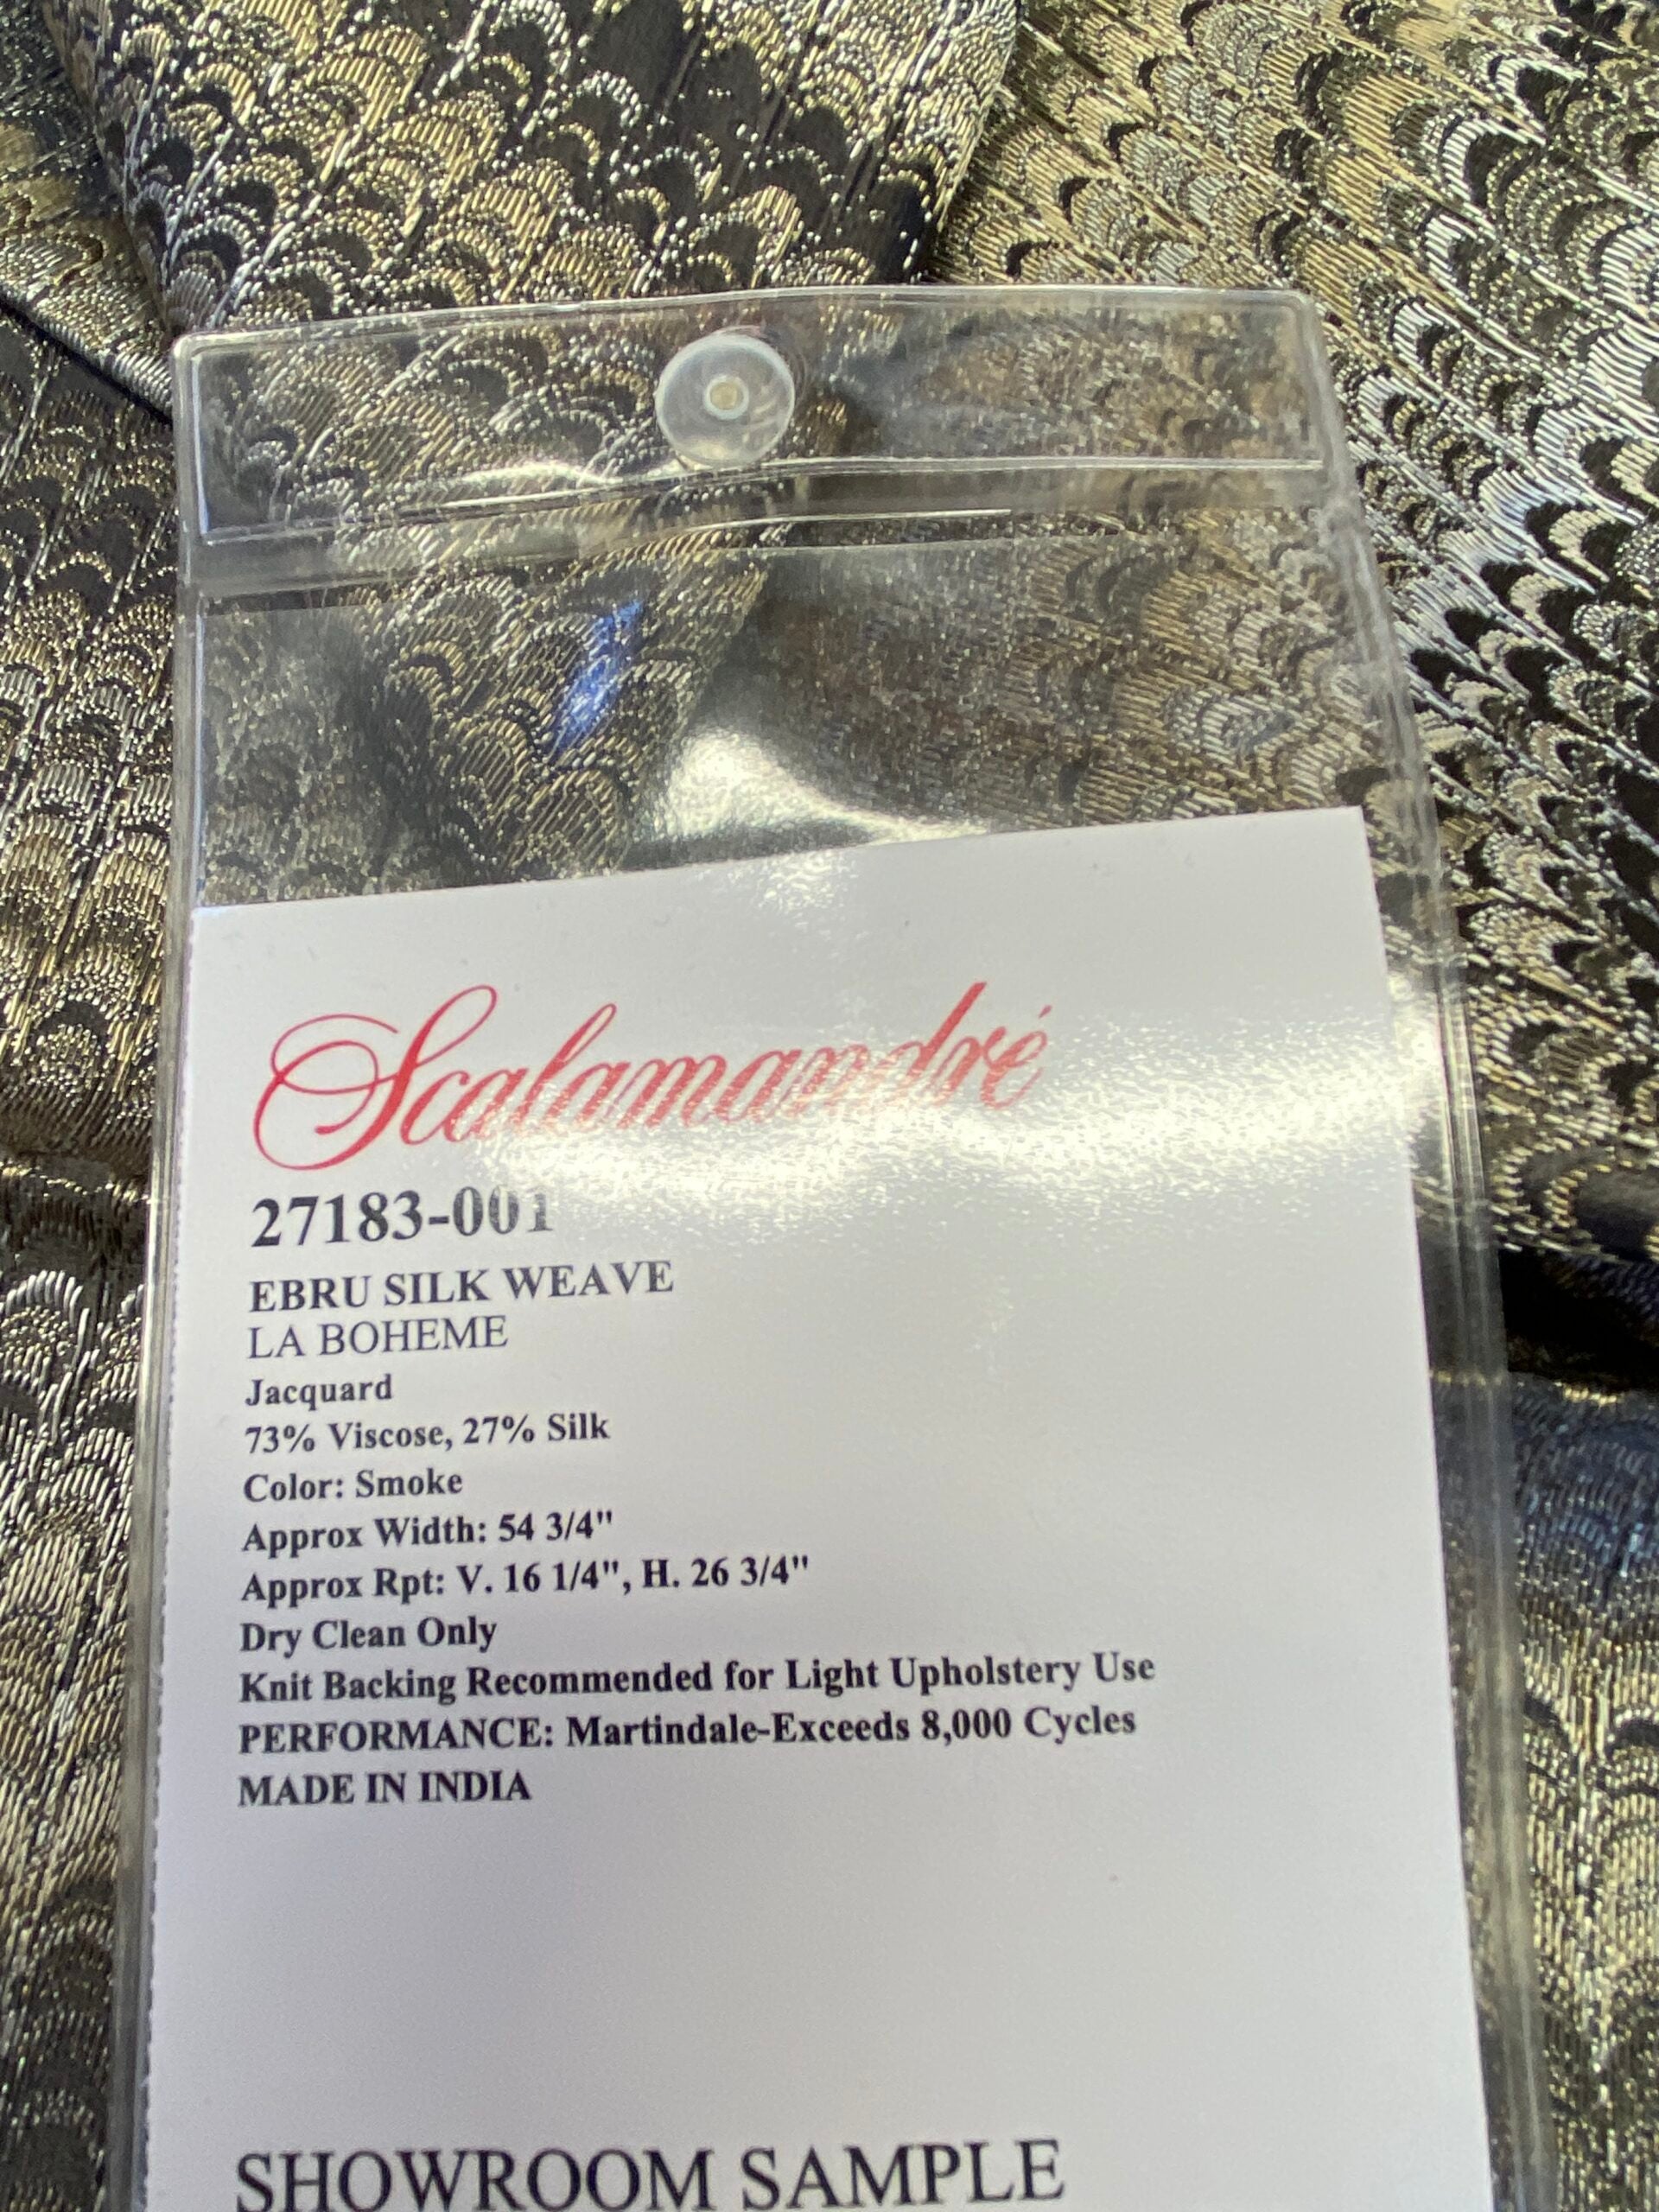 Scalamandré
27183-001
EBRU SILK WEAVE
LA BOHEME
Jacquard
73% Viscose, 27% Silk
Color: Smoke
Approx Width: 54 3/4"
Approx Rpt: V. 16 1/4", H. 26 3/4"
Dry Clean Only
Knit Backing Recommended for Light Upholstery Use
PERFORMANCE: Martindale-Exceeds 8,000 Cycles
MADE IN INDIA
SHOWROOM SAMPLE